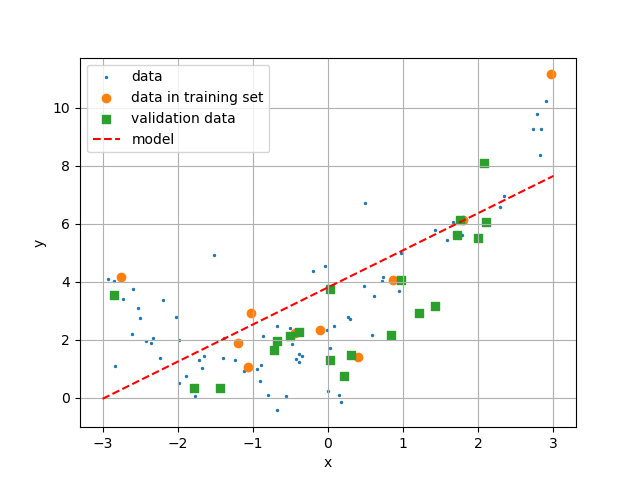 data
data in training set
validation data
model
10
8
6
4
2
0
y
−3
−2
−1
0
1
2
3
x